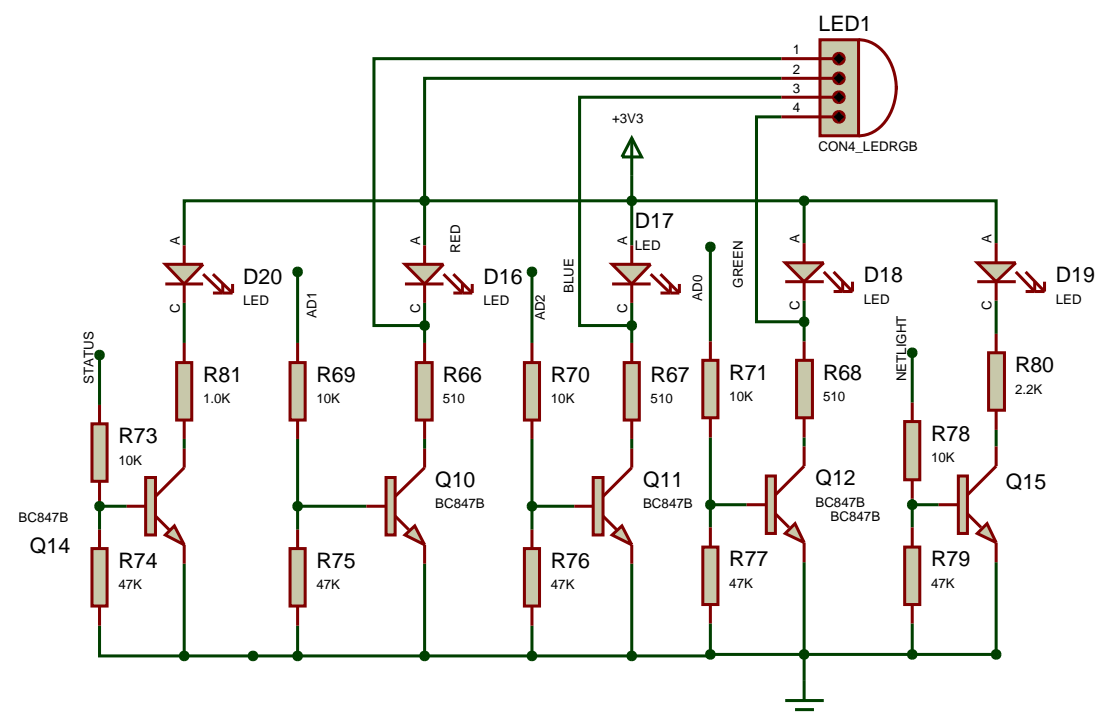 LED1
1
2
3
4
CON4_LEDRGB
+3V3
A
D20
LED
C
AD1
A
RED
D16
LED
C
AD2
BLUE
D17
A
LED
C
AD0
GREEN
A
D18
LED
C
A
D19
LED
C
STATUS
NETLIGHT
R81
1.0K
R69
10K
R66
510
R70
10K
R67
510
R71
10K
R68
510
R80
2.2K
R73
10K
R78
10K
BC847B
Q14
Q10
BC847B
Q11
BC847B
Q12
BC847B
BC847B
Q15
R74
47K
R75
47K
R76
47K
R77
47K
R79
47K